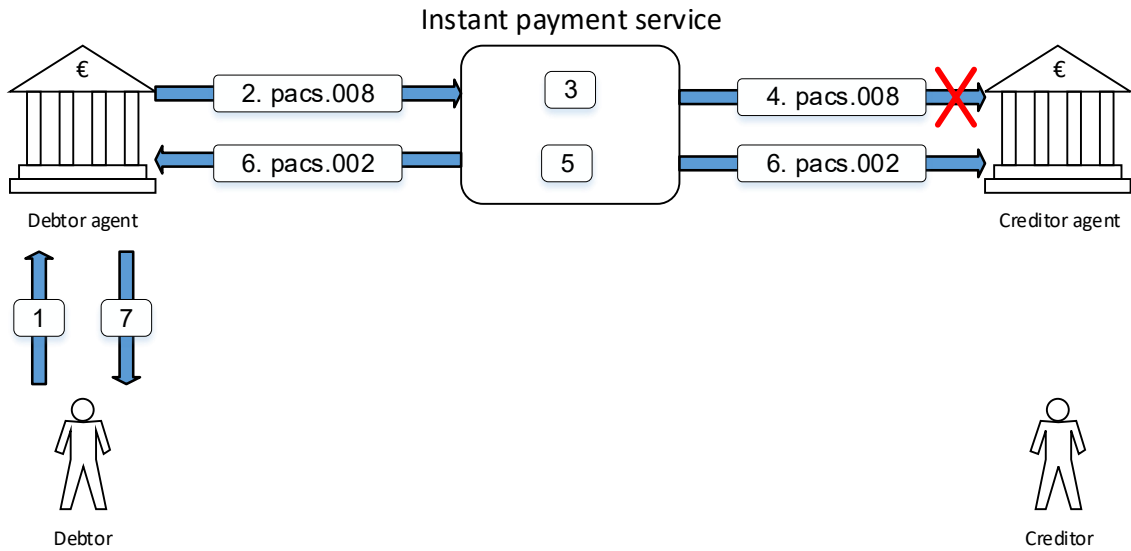 Instant payment service
€
2. pacs.008
3
4. pacs.008
€
6. pacs.002
5
6. pacs.002
Debtor agent
Creditor agent
1
7
Debtor
Creditor